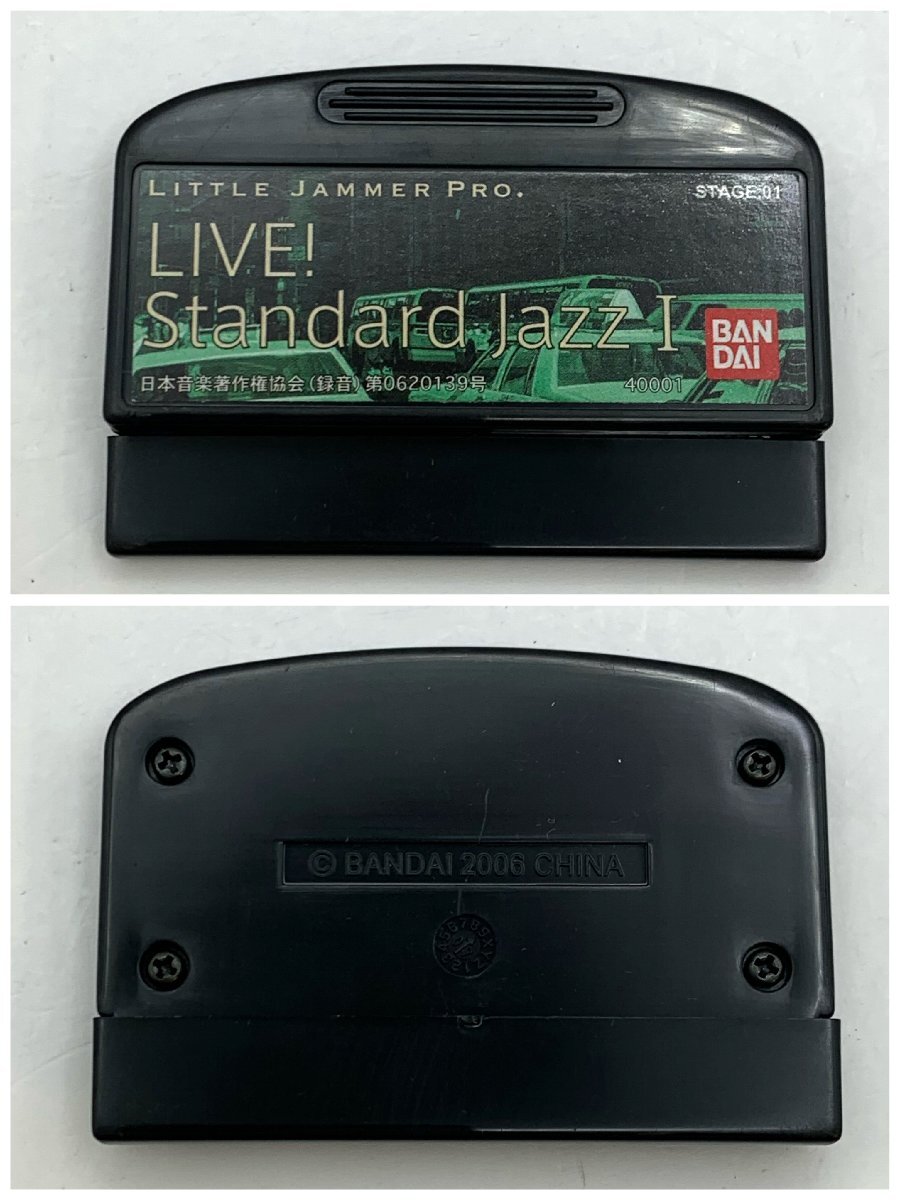 LITTLE JAMMER PRO.
STAGE:01
LIVE!
Standard Jazz I
BAN
DAI
日本音楽著作権協会(録音)第0620139号
40001
© BANDAI 2006 CHINA